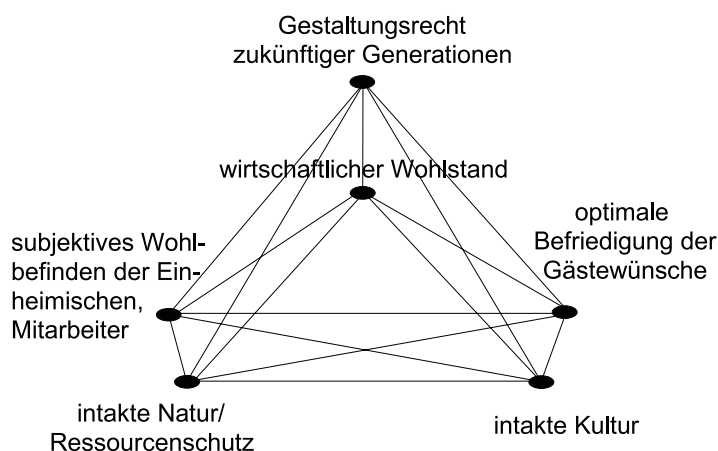 Gestaltungsrecht
zukünftiger Generationen
wirtschaftlicher Wohlstand
optimale
Befriedigung der
Gästewünsche
subjektives Wohl-
befinden der Ein-
heimischen,
Mitarbeiter
intakte Natur/
Ressourcenschutz
intakte Kultur